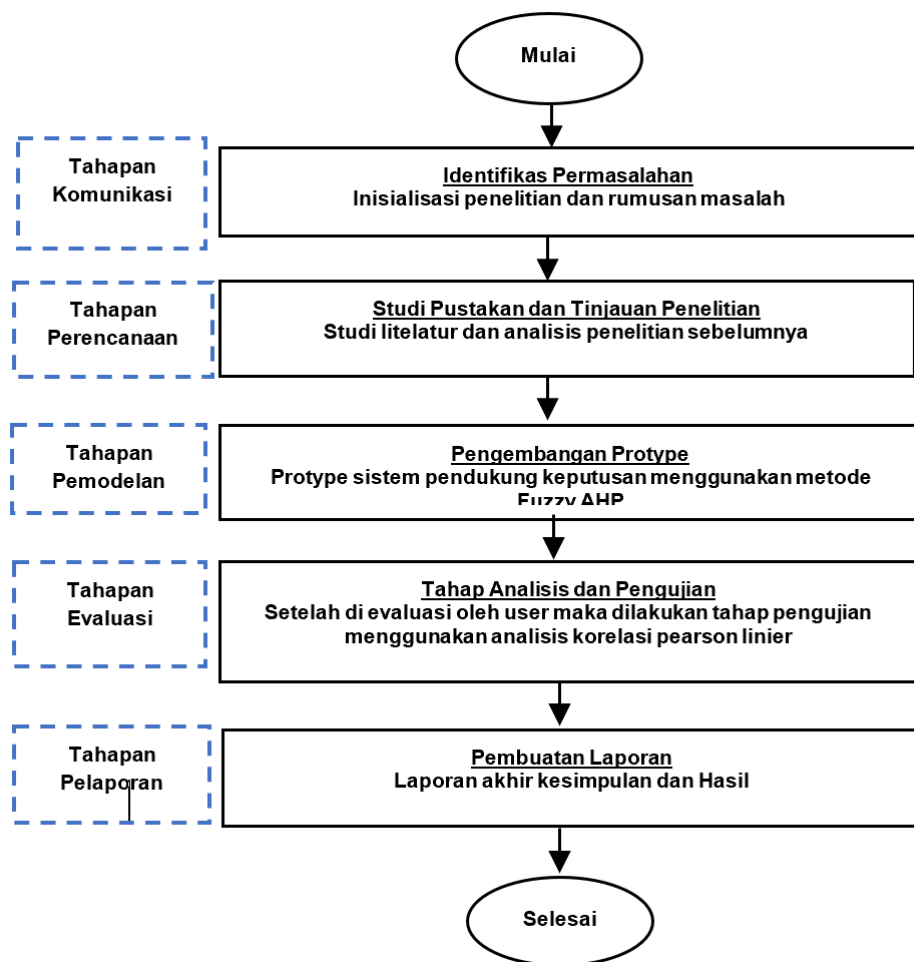 Mulai
Tahapan
Komunikasi
Identifikas Permasalahan
Inisialisasi penelitian dan rumusan masalah
Tahapan
Perencanaan
Studi Pustakan dan Tinjauan Penelitian
Studi litelatur dan analisis penelitian sebelumnya
Tahapan
Pemodelan
Pengembangan Protype
Protype sistem pendukung keputusan menggunakan metode
Fuzzy AHP
Tahapan
Evaluasi
Tahap Analisis dan Pengujian
Setelah di evaluasi oleh user maka dilakukan tahap pengujian
menggunakan analisis korelasi pearson linier
Tahapan
Pelaporan
Pembuatan Laporan
Laporan akhir kesimpulan dan Hasil
Selesai